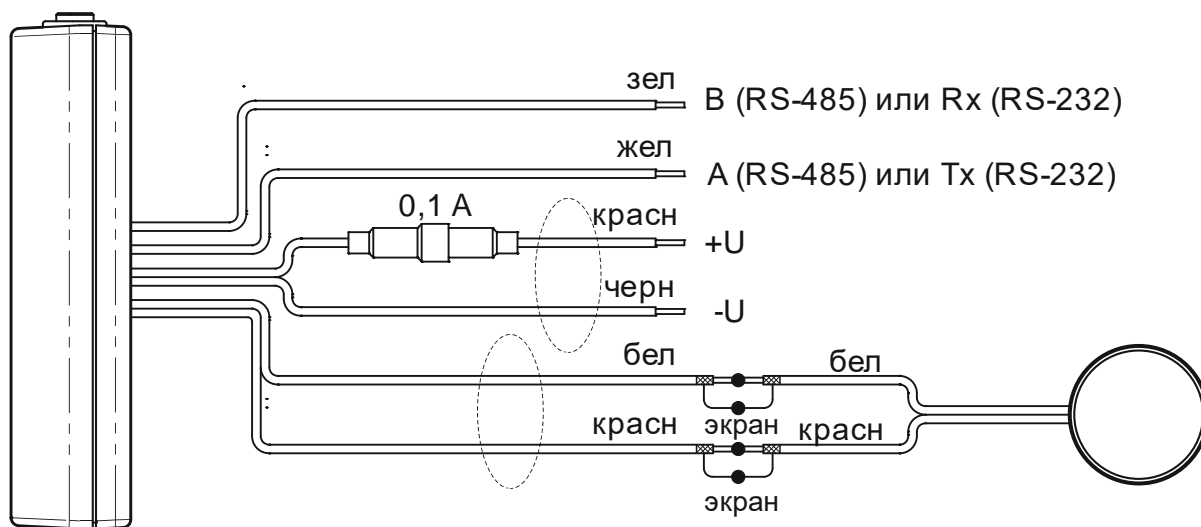 зел
B (RS-485) или Rx (RS-232)
жел
A (RS-485) или Tx (RS-232)
0,1 А
красн
+U
черн
-U
бел
бел
экран
красн
красн
экран